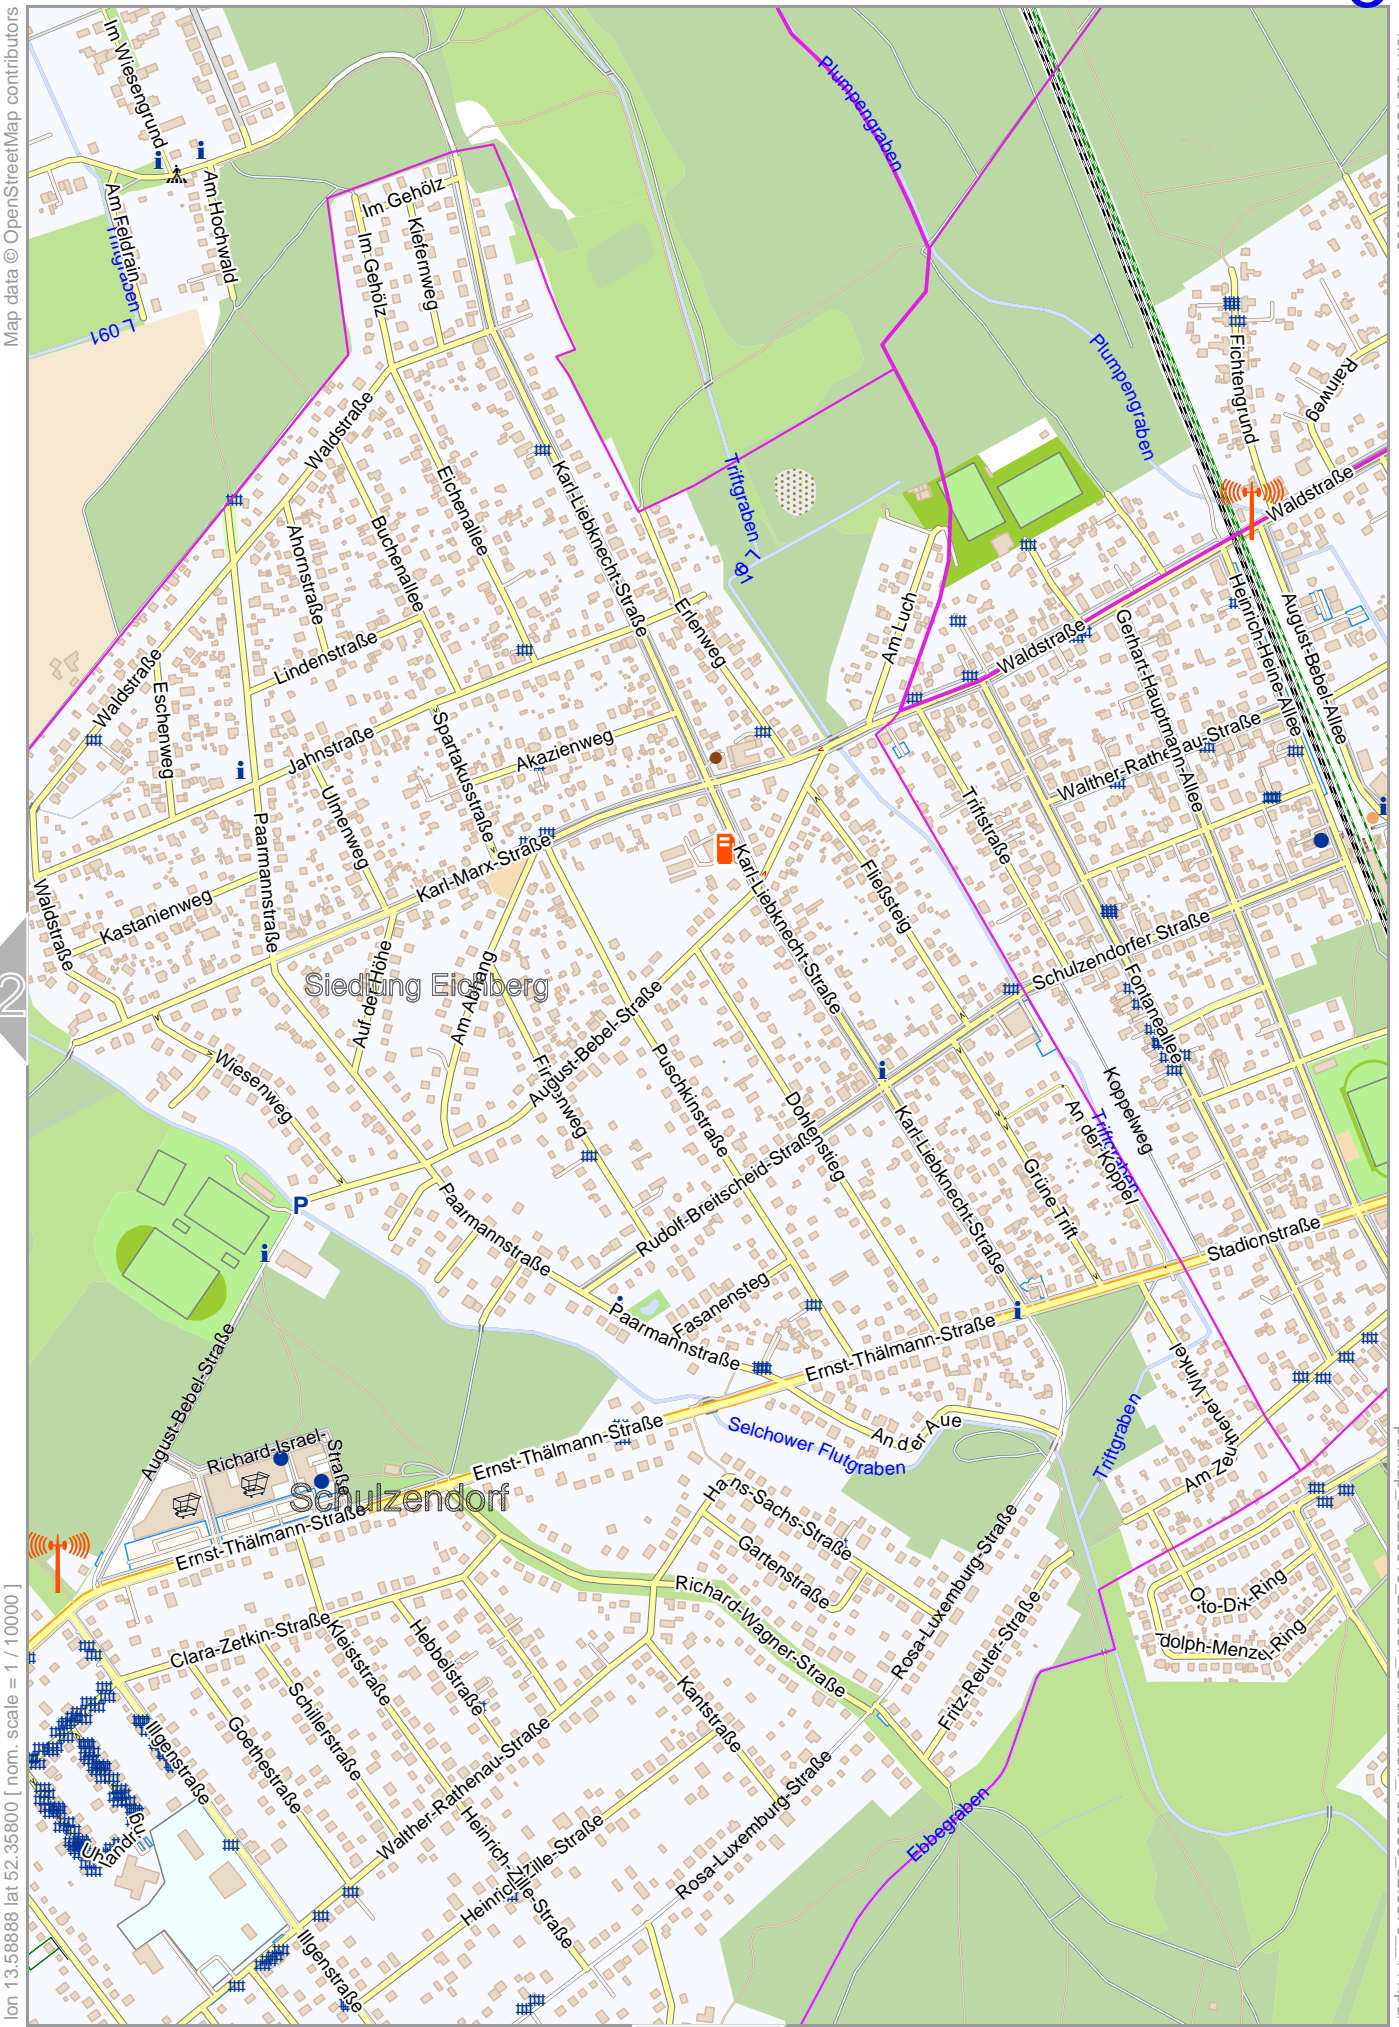 Map data © OpenStreetMap contributors
lon 13.58888 lat 52.35800 [ nom. scale = 1 / 10000 ]
2
Im Wiesengrund
Plumpengraben
Am Feldrain
Am Hochwald
Triftgraben
L 091
Im Gehölz
Im Gehölz
Kiefernweg
Plumpengraben
Fichtengrund
Rainweg
Waldstraße
Waldstraße
Eichenallee
Karl-Liebknecht-Straße
Triftgraben L 91
Buchenallee
Ahornstraße
Lindenstraße
Erlenweg
Am Luch
Waldstraße
Gerhart-Hauptmann-Allee
Heinrich-Heine-Allee
August-Bebel-Allee
Waldstraße
Eschenweg
Jahnstraße
Spartakusstraße
Akazienweg
Walther-Rathenau-Straße
Triftstraße
Ulmenweg
Paarmannstraße
Karl-Marx-Straße
Karl-Liebknecht-Straße
Fließsteig
Waldstraße
Kastanienweg
Schulzendorfer Straße
Siedlung Eichberg
Auf der Höhe
Am Abhang
Fontaneallee
August-Bebel-Straße
Wiesenweg
Firlenweg
Puschkinstraße
Dohlenstieg
Koppelweg
Triftgraben
An der Koppel
Karl-Liebknecht-Straße
Grüne Trift
Rudolf-Breitscheid-Straße
P
Paarmannstraße
Stadionstraße
Fasanensteg
Paarmannstraße
Ernst-Thälmann-Straße
August-Bebel-Straße
Zeuthener Winkel
Am Zeuthener Winkel
Triftgraben
An der Aue
Selchower Flutgraben
Ernst-Thälmann-Straße
Richard-Israel-Straße
Schulzendorf
Ernst-Thälmann-Straße
Hans-Sachs-Straße
Gartenstraße
Rosa-Luxemburg-Straße
Richard-Wagner-Straße
Fritz-Reuter-Straße
Otto-Dix-Ring
Adolph-Menzel-Ring
Clara-Zetkin-Straße
Kleiststraße
Hebbelstraße
Schillerstraße
Goethestraße
Illgenstraße
Kantstraße
Walther-Rathenau-Straße
Heinrich-Zille-Straße
Heinrich-Zille-Straße
Rosa-Luxemburg-Straße
Ebbegraben
Illgenstraße